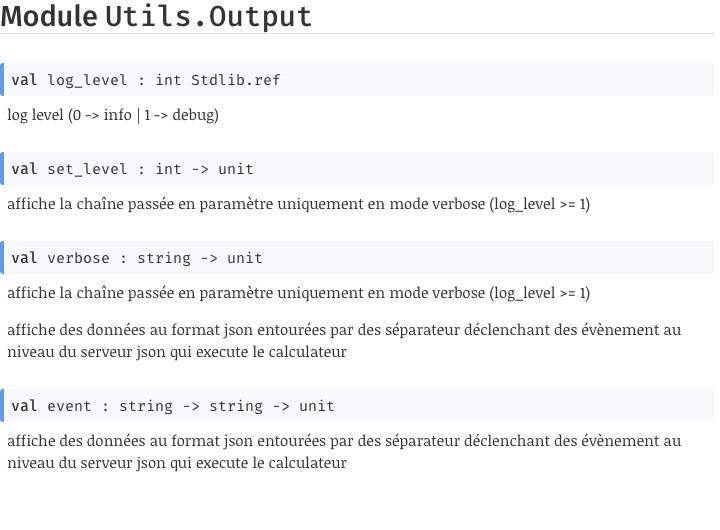 Module Utils.Output
val log_level : int Stdlib.ref
log level (0 -> info | 1 -> debug)
val set_level : int -> unit
affiche la chaîne passée en paramètre uniquement en mode verbose (log_level >= 1)
val verbose : string -> unit
affiche la chaîne passée en paramètre uniquement en mode verbose (log_level >= 1)
affiche des données au format json entourées par des séparateur déclenchant des évènement au
niveau du serveur json qui execute le calculateur
val event : string -> string -> unit
affiche des données au format json entourées par des séparateur déclenchant des évènement au
niveau du serveur json qui execute le calculateur